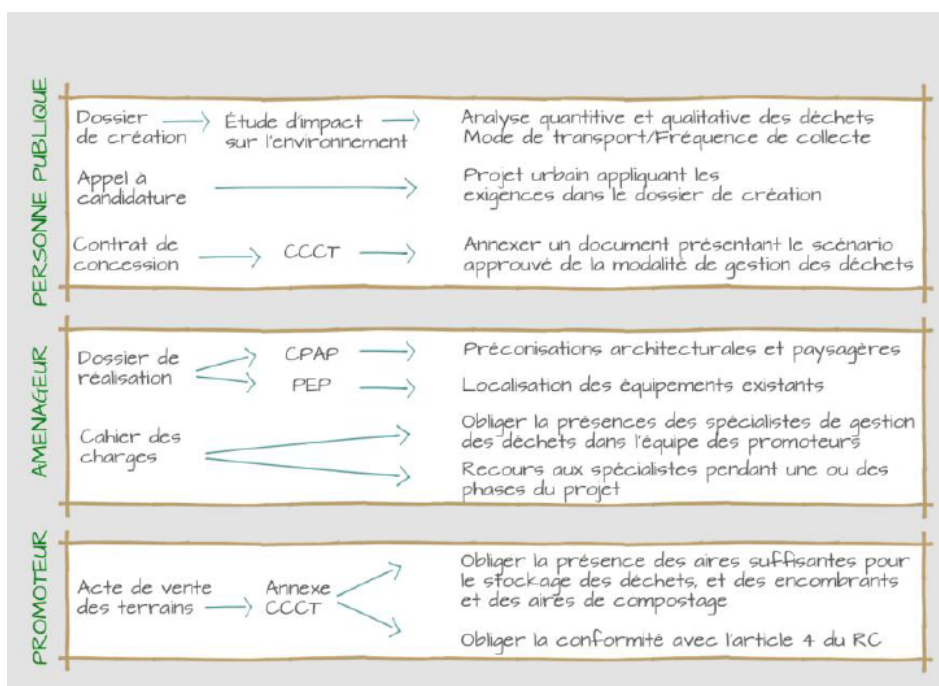 PERSONNE PUBLIQUE
Dossier
de création
Étude d'impact
sur l'environnement
Analyse quantitive et qualitative des déchets
Mode de transport/Fréquence de collecte
Appel à
candidature
Projet urbain appliquant les
exigences dans le dossier de création
Contrat de
concession
CCCT
Annexer un document présentant le scénario
approuvé de la modalité de gestion des déchets
AMENAGEUR
Dossier de
réalisation
CPAP
Préconisations architecturales et paysagères
PEP
Localisation des équipements existants
Cahier des
charges
Obliger la présences des spécialistes de gestion
des déchets dans l'équipe des promoteurs
Recours aux spécialistes pendant une ou des
phases du projet
PROMOTEUR
Acte de vente
des terrains
Annexe
CCCT
Obliger la présence des aires suffisantes pour
le stockage des déchets, et des encombrants
et des aires de compostage
Obliger la conformité avec l'article 4 du RC